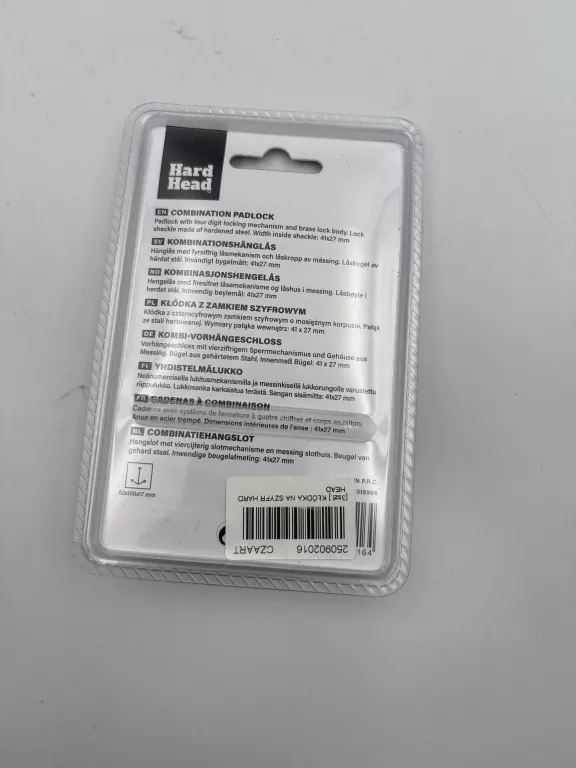 Hard
Head
EN COMBINATION PADLOCK
Padlock with four digit locking mechanism and brass lock body. Lock
shackle made of hardened steel. Width inside shackle: 41x27 mm
SV KOMBINATIONSHÄNGLÅS
Hänglås med fyrsiffrig låsmekanism och låskropp av mässing. Låsbygel av
härdat stål. Invändigt bygelmått: 41x27 mm
NO KOMBINASJONSHENGELÅS
Hengelås med firesifret låsemekanisme og låshus i messing. Låsbøyle i
herdet stål. Innvendig bøylemål: 41x27 mm
PL KŁÓDKA Z ZAMKIEM SZYFROWYM
Kłódka z czterocyfrowym zamkiem szyfrowym o mosiężnym korpusie. Pałąk
ze stali hartowanej. Wymiary pałąka wewnątrz: 41 x 27 mm
DE KOMBI-VORHÄNGESCHLOSS
Vorhängeschloss mit vierziffrigem Sperrmechanismus und Gehäuse aus
Messing. Bügel aus gehärtetem Stahl. Innenmaß Bügel: 41 x 27 mm
FI YHDISTELMÄLUKKO
Nelinumeroisella lukitusmekanismilla ja messinkisellä lukkorungolla varustettu
riippulukko. Lukkosanka karkaistua terästä. Sangan sisämitta: 41x27 mm
FR CADENAS À COMBINAISON
Cadenas avec système de fermeture à quatre chiffres et corps en laiton.
Anse en acier trempé. Dimensions intérieures de l'anse : 41x27 mm
NL COMBINATIEHANGSLOT
Hangslot met viercijferig slotmechanisme en messing slothuis. Beugel van
gehard staal. Inwendige beugelafmeting: 41x27 mm
52x100x17 mm
IN P.R.C.
018966
164
250902016 CZAART
[3szt.] KŁÓDKA NA SZYFR HARD
HEAD